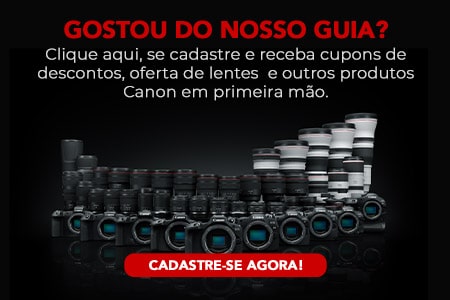 GOSTOU DO NOSSO GUIA?
Clique aqui, se cadastre e receba cupons de
descontos, oferta de lentes e outros produtos
Canon em primeira mão.
CADASTRE-SE AGORA!